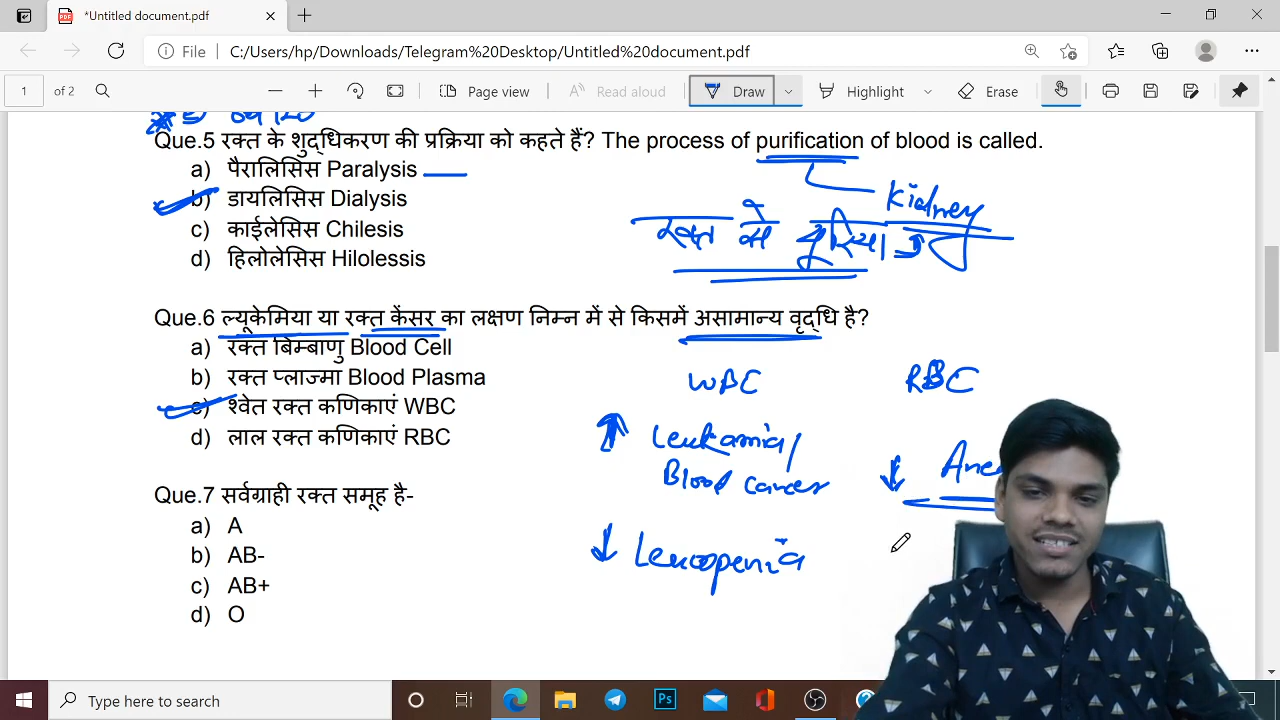 *Untitled document.pdf
File C:/Users/hp/Downloads/Telegram%20Desktop/Untitled%20document.pdf
1 of 2 Page view Read aloud Draw Highlight Erase
Que.5 रक्त के शुद्धिकरण की प्रक्रिया को कहते हैं? The process of purification of blood is called.
a) पैरालिसिस Paralysis
b) डायलिसिस Dialysis
c) काईलेसिस Chilesis
d) हिलोलेसिस Hilolessis
Kidney
रक्त मे यूरिया
Que.6 ल्यूकेमिया या रक्त केंसर का लक्षण निम्न में से किसमें असामान्य वृद्धि है?
a) रक्त बिम्बाणु Blood Cell
b) रक्त प्लाज्मा Blood Plasma
c) श्वेत रक्त कणिकाएं WBC
d) लाल रक्त कणिकाएं RBC
WBC RBC
Leukamia/
Blood cancer
Leucopenia
Que.7 सर्वग्राही रक्त समूह है-
a) A
b) AB-
c) AB+
d) O
Type here to search
Ps